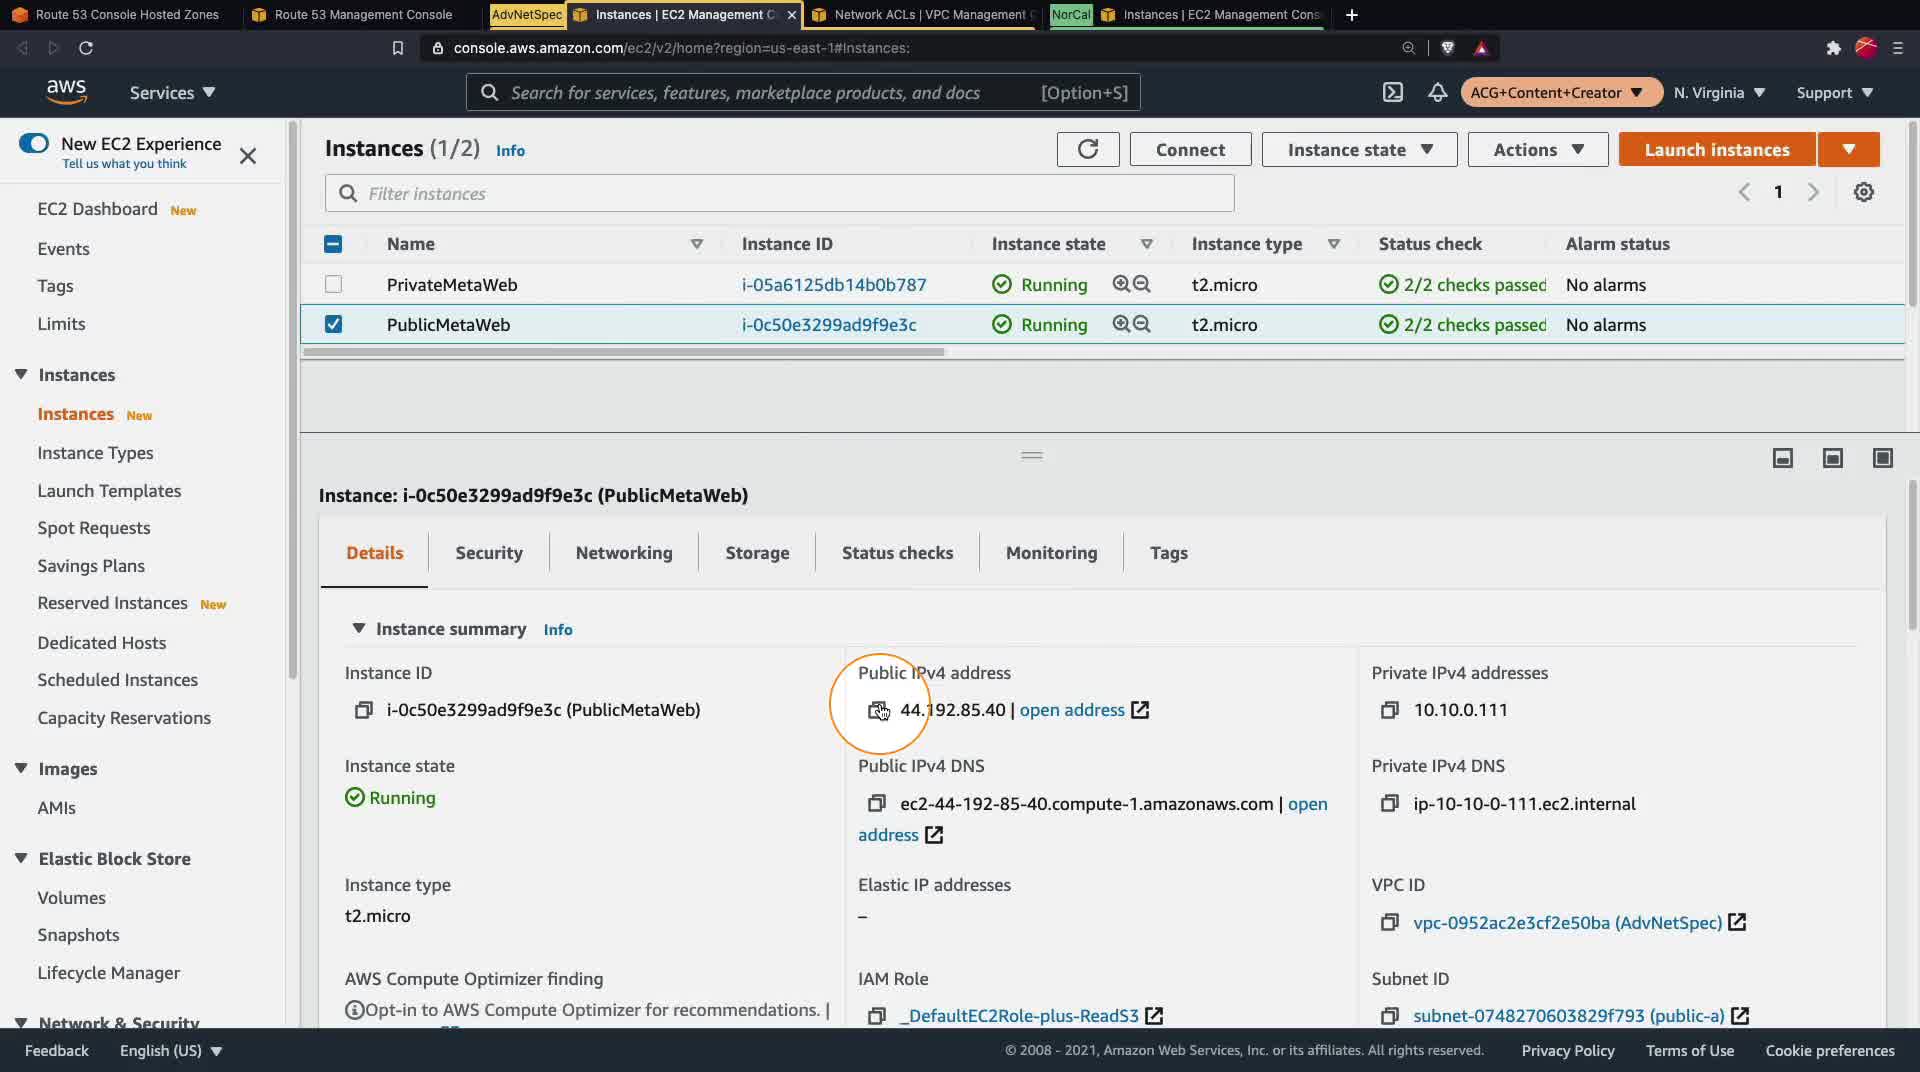 Route 53 Console Hosted Zones
Route 53 Management Console
AdvNetSpec
Instances | EC2 Management C
Network ACLs | VPC Management
NorCal
Instances | EC2 Management Cons
console.aws.amazon.com/ec2/v2/home?region=us-east-1#Instances:
aws
Services
Search for services, features, marketplace products, and docs [Option+S]
ACG+Content+Creator
N. Virginia
Support
New EC2 Experience
Tell us what you think
EC2 Dashboard New
Events
Tags
Limits
Instances
Instances New
Instance Types
Launch Templates
Spot Requests
Savings Plans
Reserved Instances New
Dedicated Hosts
Scheduled Instances
Capacity Reservations
Images
AMIs
Elastic Block Store
Volumes
Snapshots
Lifecycle Manager
Network & Security
Instances (1/2) Info
Connect
Instance state
Actions
Launch instances
Filter instances
1
Name Instance ID Instance state Instance type Status check Alarm status
PrivateMetaWeb i-05a6125db14b0b787 Running t2.micro 2/2 checks passed No alarms
PublicMetaWeb i-0c50e3299ad9f9e3c Running t2.micro 2/2 checks passed No alarms
Instance: i-0c50e3299ad9f9e3c (PublicMetaWeb)
Details Security Networking Storage Status checks Monitoring Tags
Instance summary Info
Instance ID
i-0c50e3299ad9f9e3c (PublicMetaWeb)
Public IPv4 address
44.192.85.40 | open address
Private IPv4 addresses
10.10.0.111
Instance state
Running
Public IPv4 DNS
ec2-44-192-85-40.compute-1.amazonaws.com | open
address
Private IPv4 DNS
ip-10-10-0-111.ec2.internal
Instance type
t2.micro
Elastic IP addresses
–
VPC ID
vpc-0952ac2e3cf2e50ba (AdvNetSpec)
AWS Compute Optimizer finding
Opt-in to AWS Compute Optimizer for recommendations. |
IAM Role
_DefaultEC2Role-plus-ReadS3
Subnet ID
subnet-0748270603829f793 (public-a)
Feedback
English (US)
© 2008 - 2021, Amazon Web Services, Inc. or its affiliates. All rights reserved.
Privacy Policy
Terms of Use
Cookie preferences